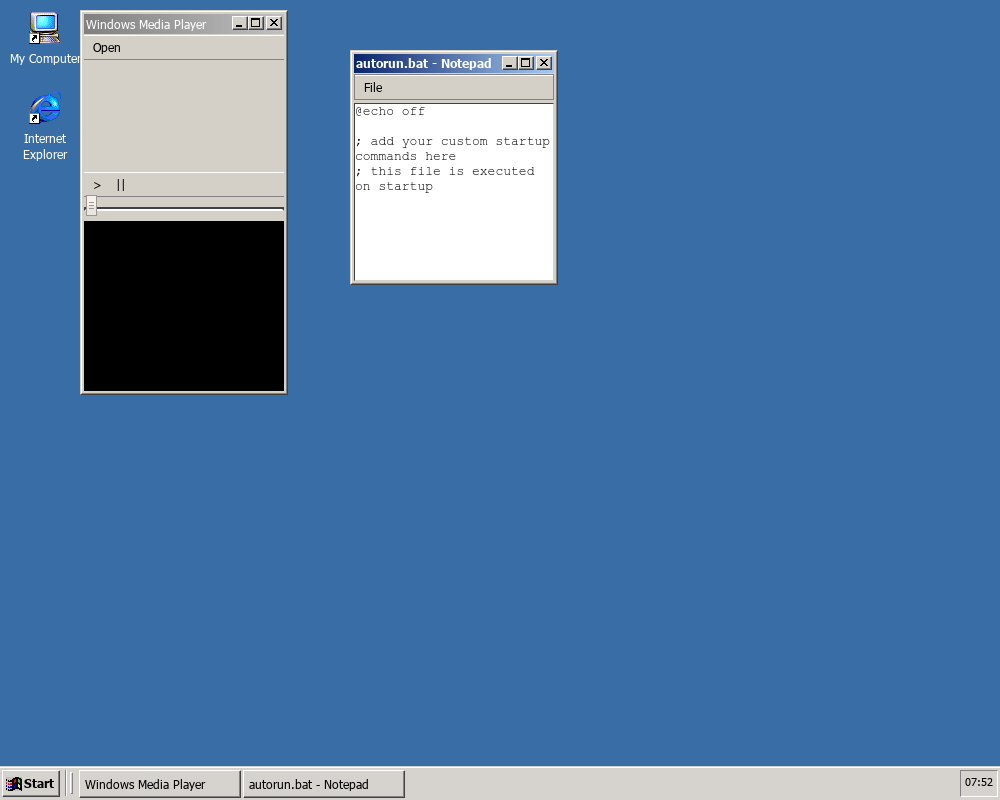 My Computer
Internet
Explorer
Windows Media Player
Open
> ||
autorun.bat - Notepad
File
@echo off
; add your custom startup
commands here
; this file is executed
on startup
Start
Windows Media Player
autorun.bat - Notepad
07:52